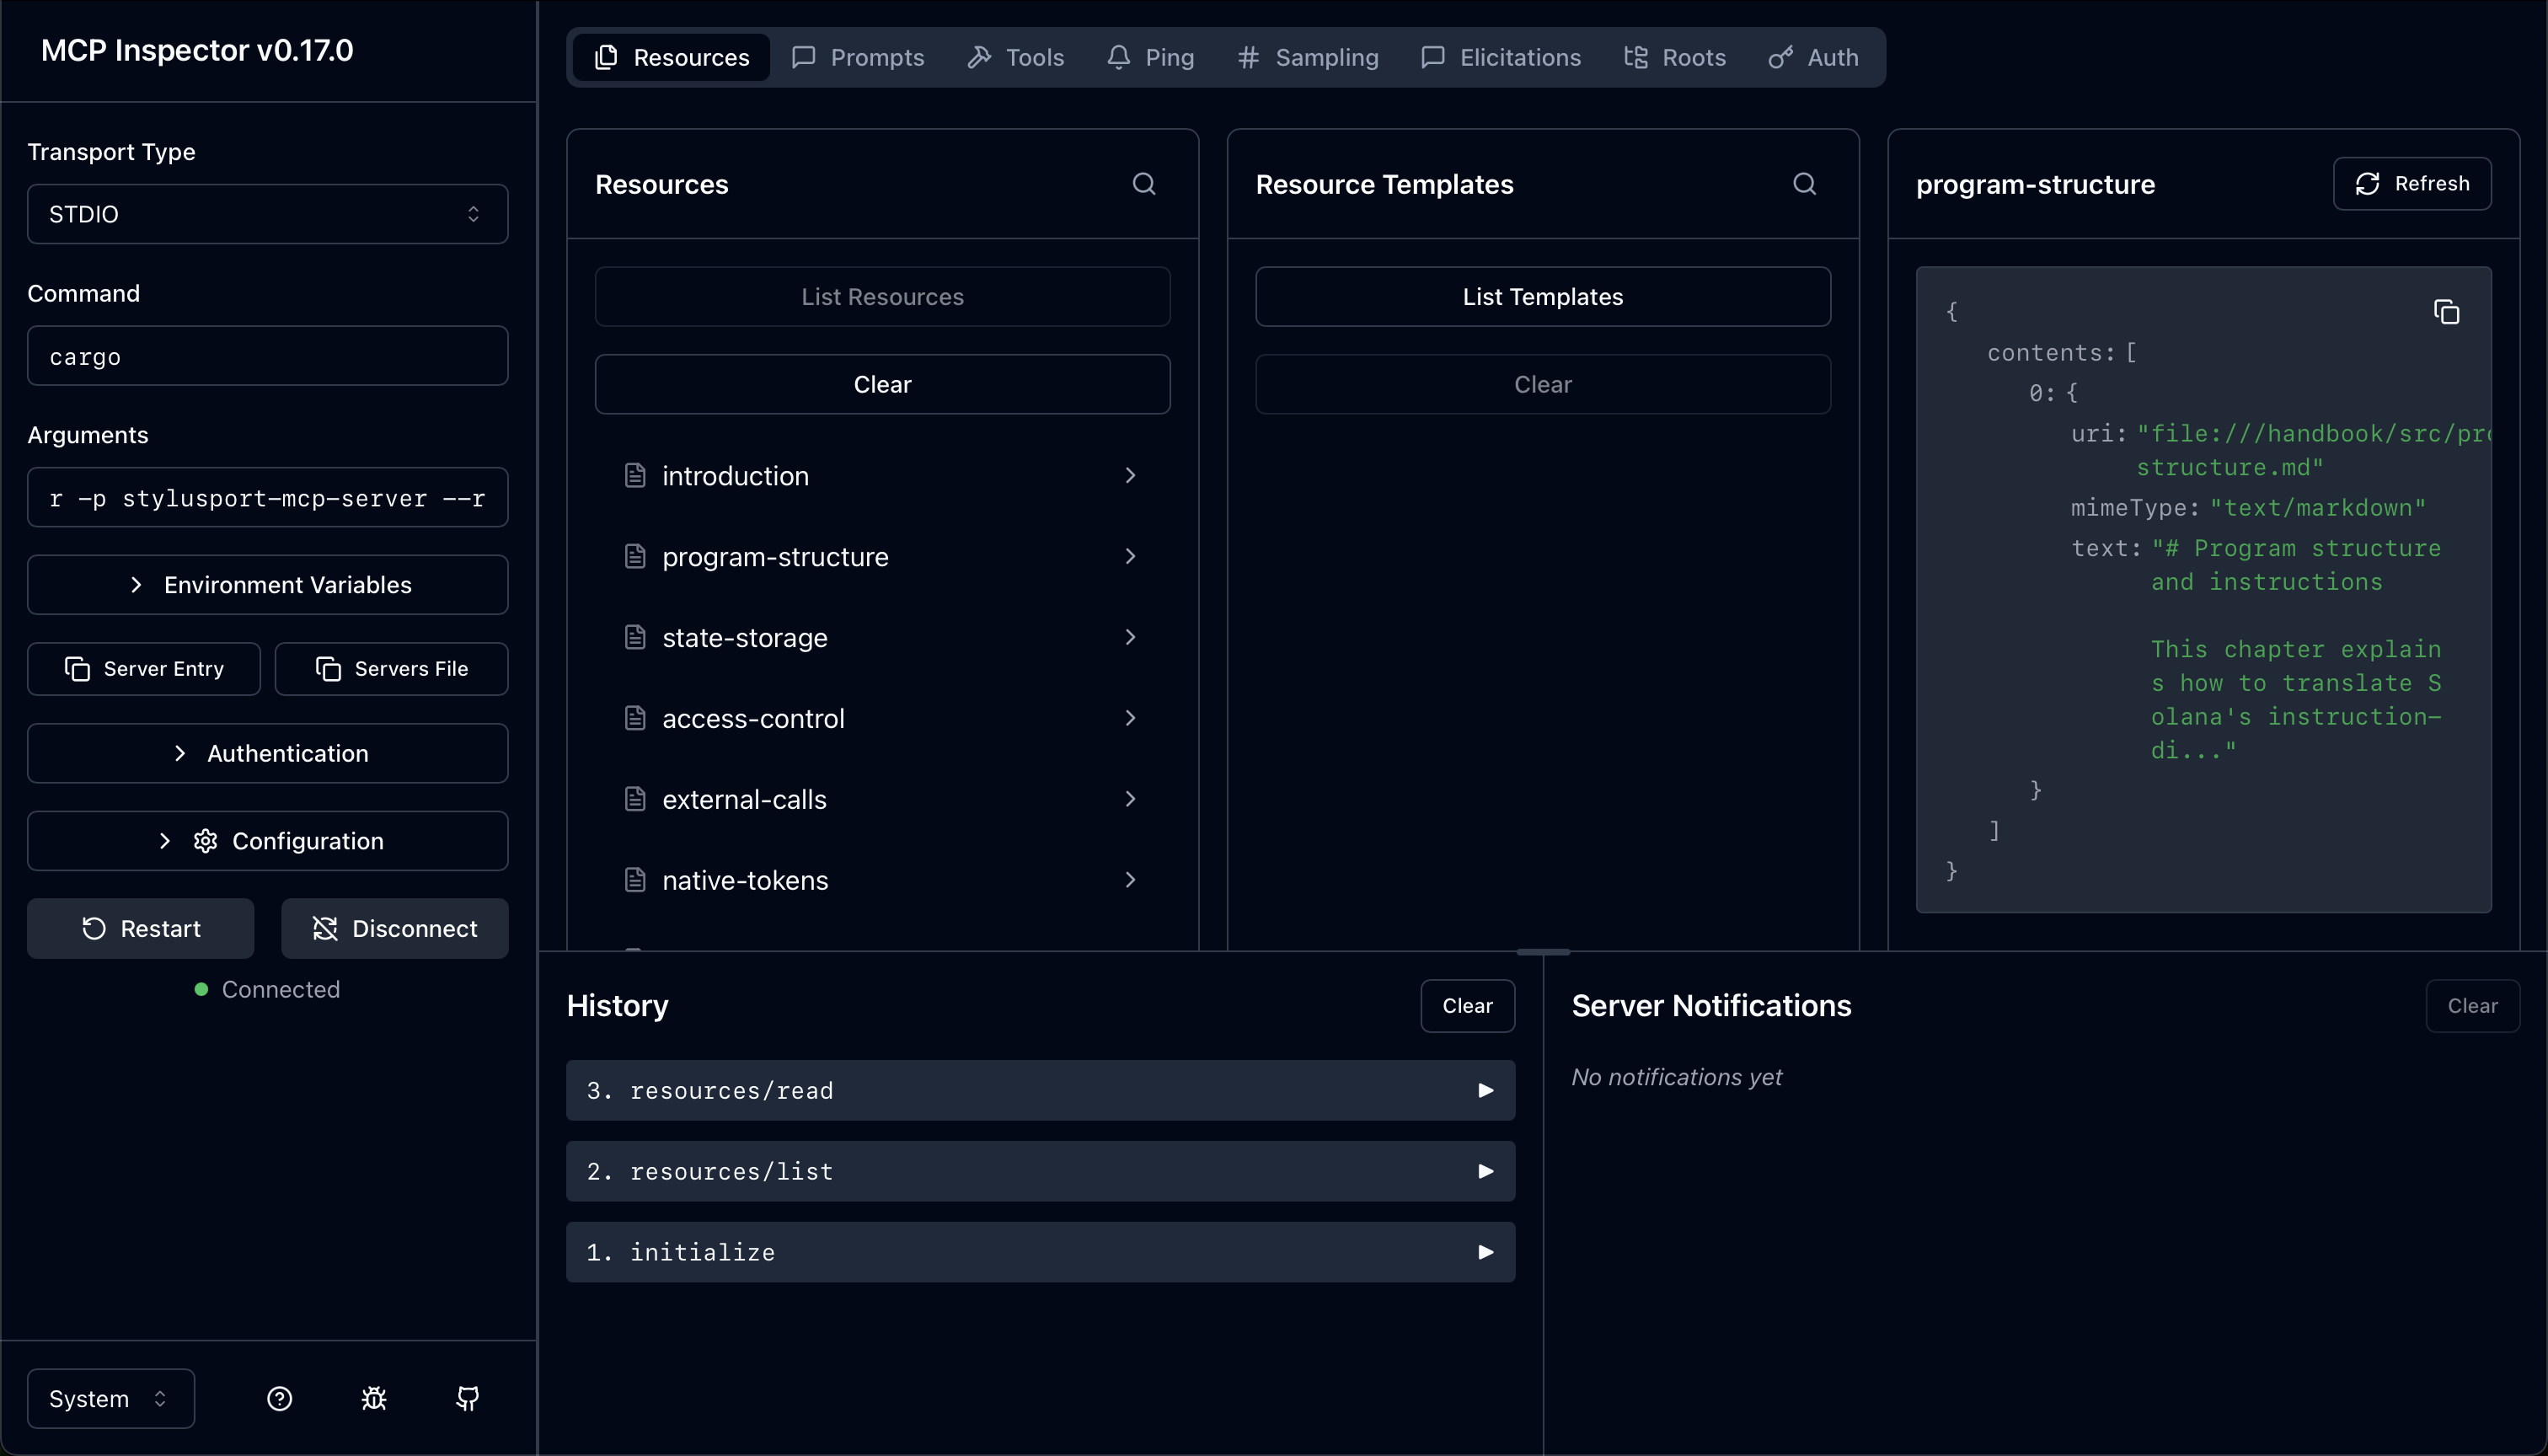 MCP Inspector v0.17.0
Transport Type
STDIO
Command
cargo
Arguments
r -p stylusport-mcp-server --r
Environment Variables
Server Entry
Servers File
Authentication
Configuration
Restart
Disconnect
Connected
System
Resources
Prompts
Tools
Ping
Sampling
Elicitations
Roots
Auth
Resources
List Resources
Clear
introduction
program-structure
state-storage
access-control
external-calls
native-tokens
Resource Templates
List Templates
Clear
program-structure
Refresh
{
contents: [
0: {
uri: "file:///handbook/src/pro
structure.md"
mimeType: "text/markdown"
text: "# Program structure
and instructions
This chapter explain
s how to translate S
olana's instruction-
di..."
}
]
}
History
Clear
3. resources/read
2. resources/list
1. initialize
Server Notifications
Clear
No notifications yet